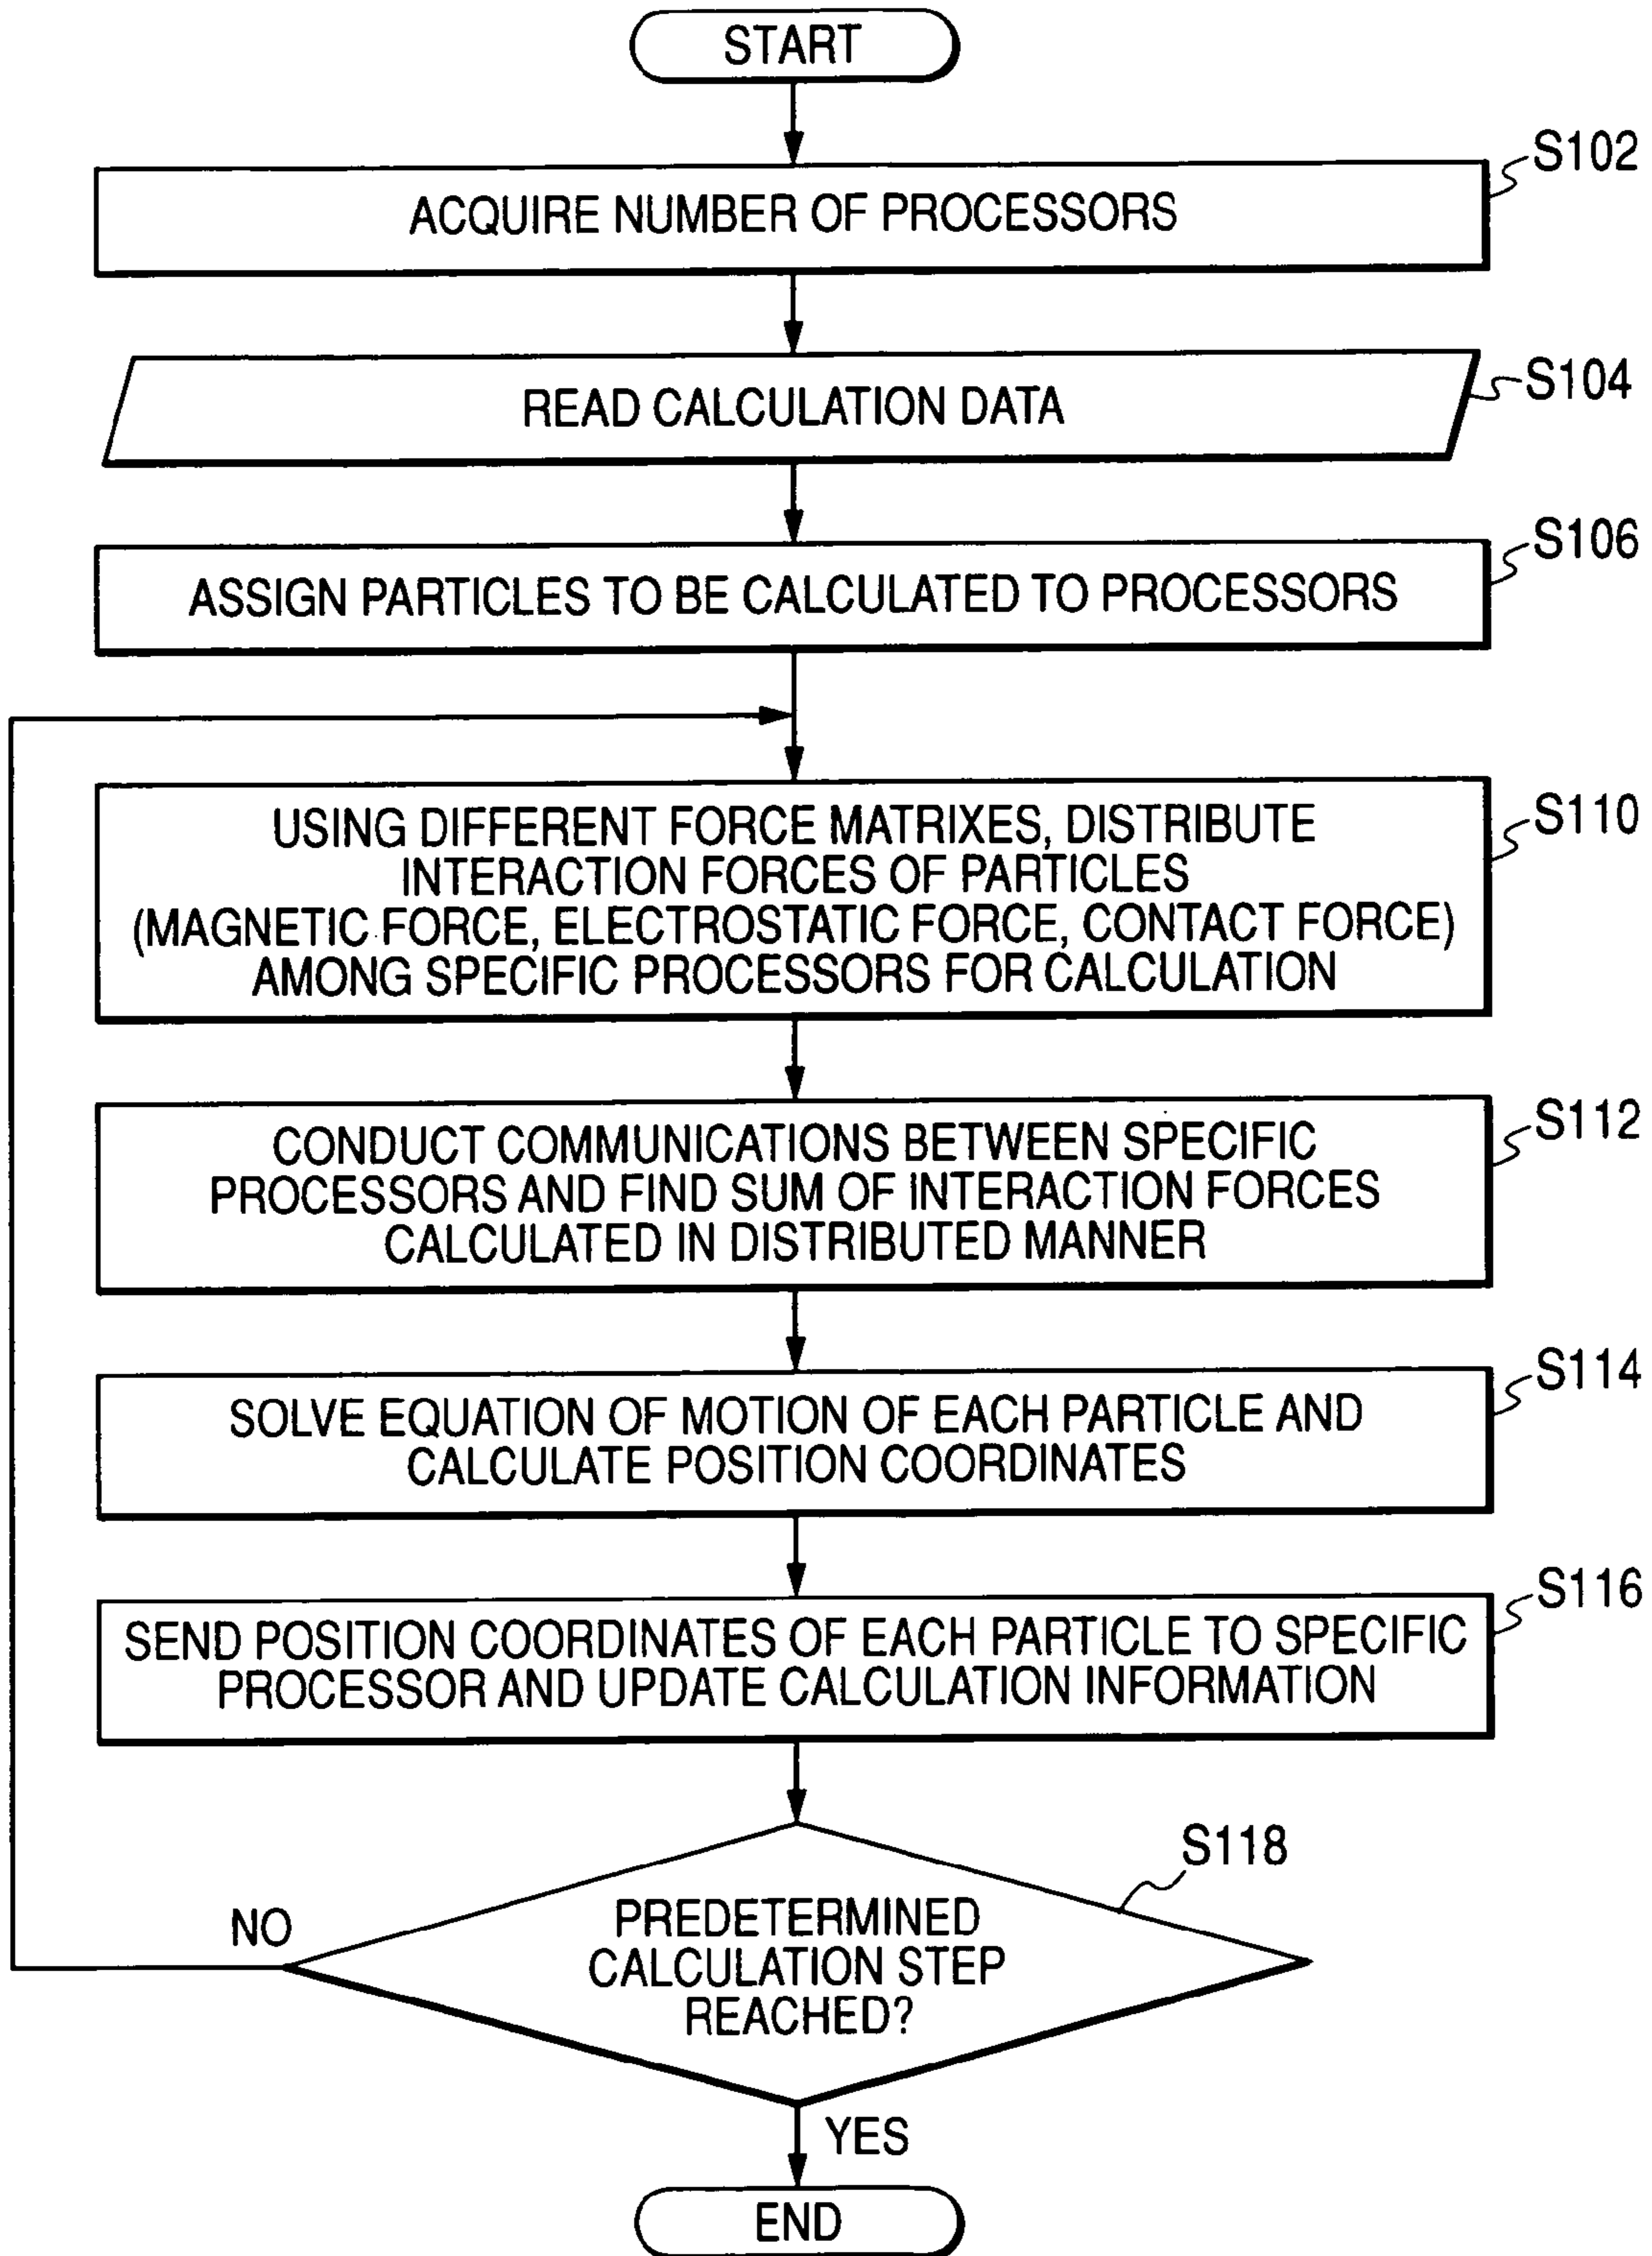 START
S102
ACQUIRE NUMBER OF PROCESSORS
S104
READ CALCULATION DATA
S106
ASSIGN PARTICLES TO BE CALCULATED TO PROCESSORS
S110
USING DIFFERENT FORCE MATRIXES, DISTRIBUTE
INTERACTION FORCES OF PARTICLES
(MAGNETIC FORCE, ELECTROSTATIC FORCE, CONTACT FORCE)
AMONG SPECIFIC PROCESSORS FOR CALCULATION
S112
CONDUCT COMMUNICATIONS BETWEEN SPECIFIC
PROCESSORS AND FIND SUM OF INTERACTION FORCES
CALCULATED IN DISTRIBUTED MANNER
S114
SOLVE EQUATION OF MOTION OF EACH PARTICLE AND
CALCULATE POSITION COORDINATES
S116
SEND POSITION COORDINATES OF EACH PARTICLE TO SPECIFIC
PROCESSOR AND UPDATE CALCULATION INFORMATION
S118
NO
PREDETERMINED
CALCULATION STEP
REACHED?
YES
END